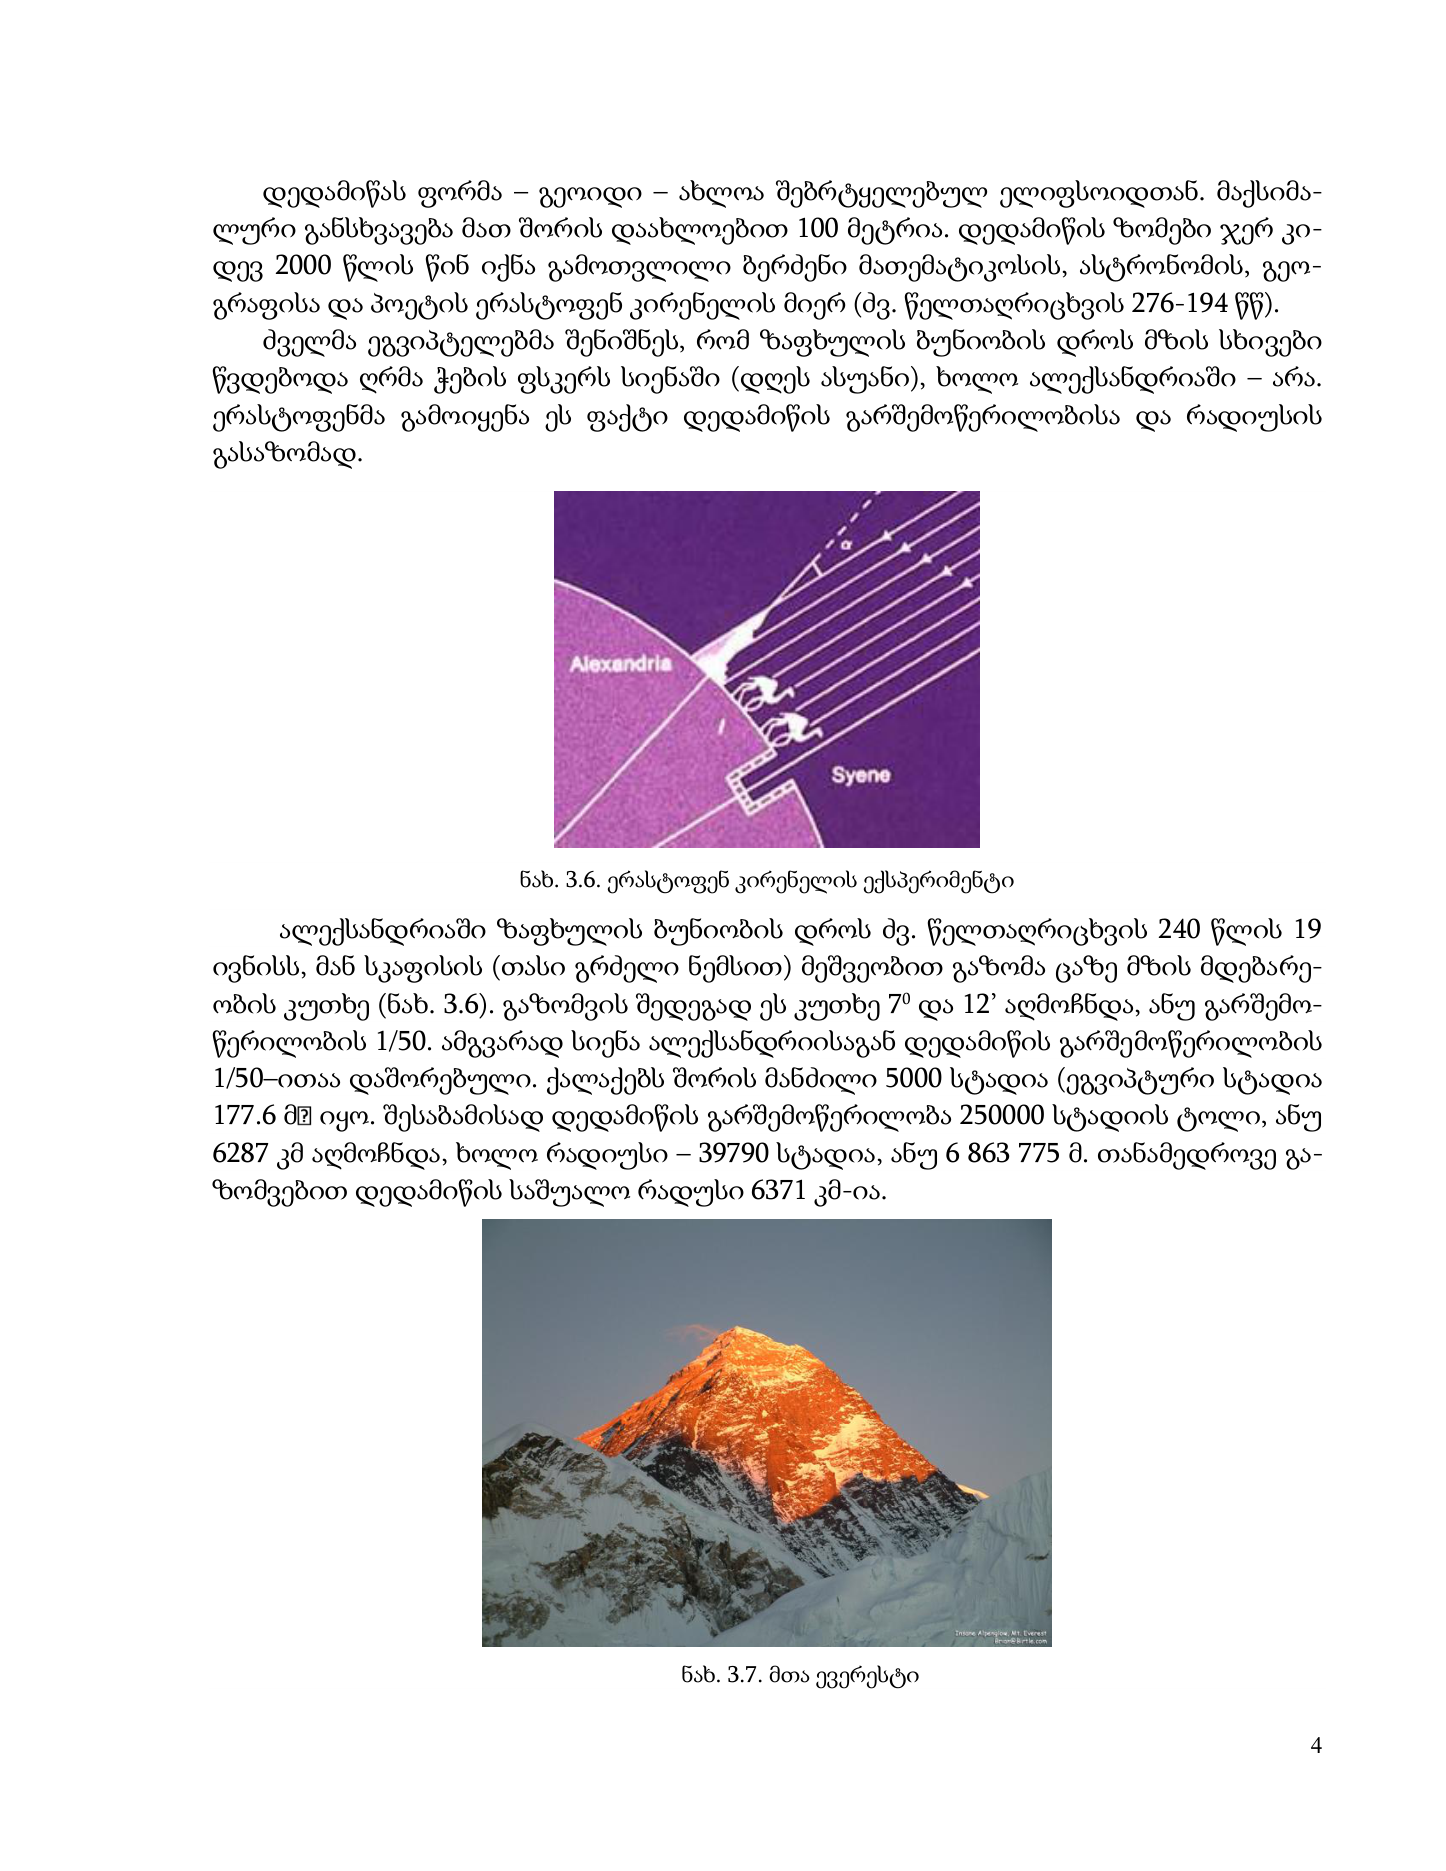 დედამიწას ფორმა – გეოიდი – ახლოა შებრტყელებულ ელიფსოიდთან. მაქსიმა-
ლური განსხვავება მათ შორის დაახლოებით 100 მეტრია. დედამიწის ზომები ჯერ კი-
დევ 2000 წლის წინ იქნა გამოთვლილი ბერძენი მათემატიკოსის, ასტრონომის, გეო-
გრაფისა და პოეტის ერასტოფენ კირენელის მიერ (ძვ. წელთაღრიცხვის 276-194 წწ).
ძველმა ეგვიპტელებმა შენიშნეს, რომ ზაფხულის ბუნიობის დროს მზის სხივები
წვდებოდა ღრმა ჭების ფსკერს სიენაში (დღეს ასუანი), ხოლო ალექსანდრიაში – არა.
ერასტოფენმა გამოიყენა ეს ფაქტი დედამიწის გარშემოწერილობისა და რადიუსის
გასაზომად.
α
Alexandria
Syene
ნახ. 3.6. ერასტოფენ კირენელის ექსპერიმენტი
ალექსანდრიაში ზაფხულის ბუნიობის დროს ძვ. წელთაღრიცხვის 240 წლის 19
ივნისს, მან სკაფისის (თასი გრძელი ნემსით) მეშვეობით გაზომა ცაზე მზის მდებარე-
ობის კუთხე (ნახ. 3.6). გაზომვის შედეგად ეს კუთხე 7⁰ და 12’ აღმოჩნდა, ანუ გარშემო-
წერილობის 1/50. ამგვარად სიენა ალექსანდრიისაგან დედამიწის გარშემოწერილობის
1/50–ითაა დაშორებული. ქალაქებს შორის მანძილი 5000 სტადია (ეგვიპტური სტადია
177.6 მ⍰ იყო. შესაბამისად დედამიწის გარშემოწერილობა 250000 სტადიის ტოლი, ანუ
6287 კმ აღმოჩნდა, ხოლო რადიუსი – 39790 სტადია, ანუ 6 863 775 მ. თანამედროვე გა-
ზომვებით დედამიწის საშუალო რადუსი 6371 კმ-ია.
Insane Alpenglow, Mt. Everest
Brian@Birtle.com
ნახ. 3.7. მთა ევერესტი
4